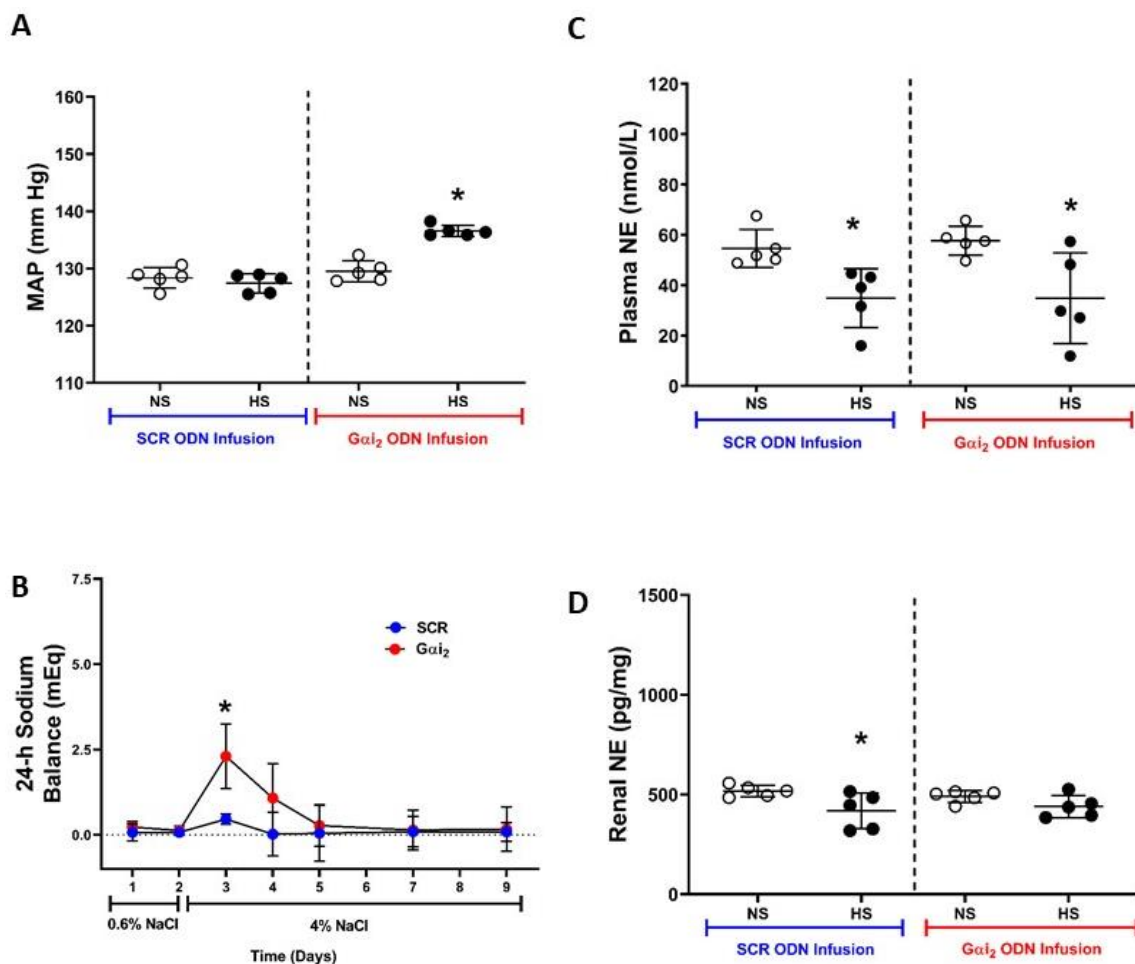 A
MAP (mm Hg)
160
150
140
130
120
110
*
NS
HS
NS
HS
SCR ODN Infusion
Gαi₂ ODN Infusion
B
24-h Sodium
Balance (mEq)
7.5
5.0
2.5
0.0
SCR
Gαi₂
*
1
2
3
4
5
6
7
8
9
0.6% NaCl
4% NaCl
Time (Days)
C
Plasma NE (nmol/L)
120
100
80
60
40
20
0
*
*
NS
HS
NS
HS
SCR ODN Infusion
Gαi₂ ODN Infusion
D
Renal NE (pg/mg)
1500
1000
500
0
*
NS
HS
NS
HS
SCR ODN Infusion
Gαi₂ ODN Infusion